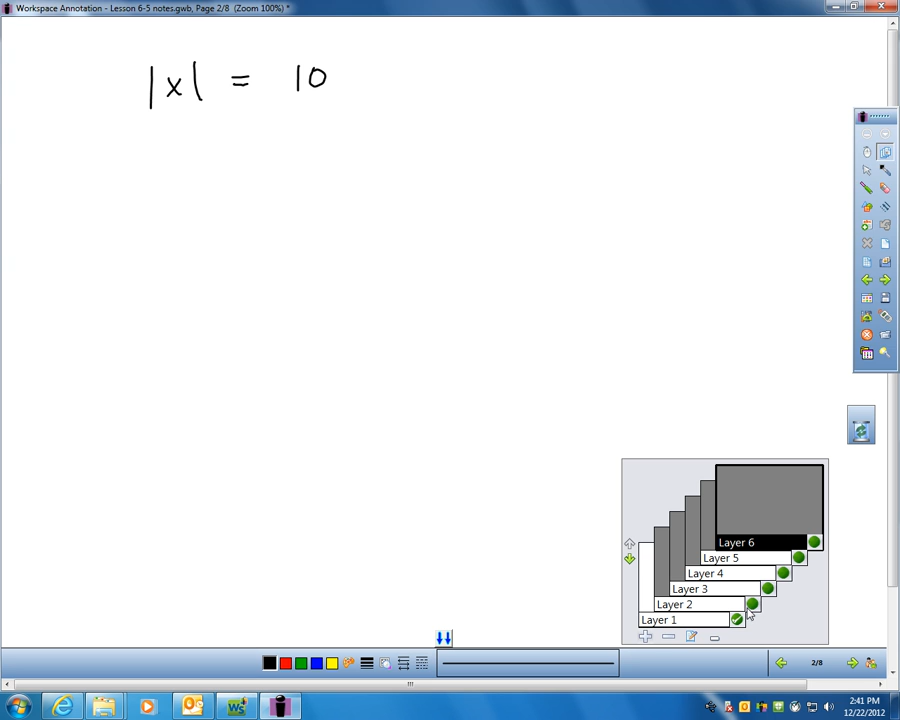 Workspace Annotation - Lesson 6-5 notes.gwb, Page 2/8 (Zoom 100%) *
|x| = 10
Layer 6
Layer 5
Layer 4
Layer 3
Layer 2
Layer 1
2/8
2:41 PM
12/22/2012